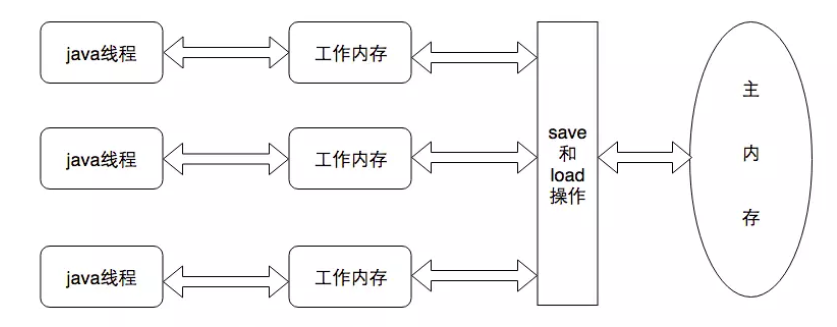 java线程
工作内存
java线程
工作内存
java线程
工作内存
save
和
load
操作
主
内
存